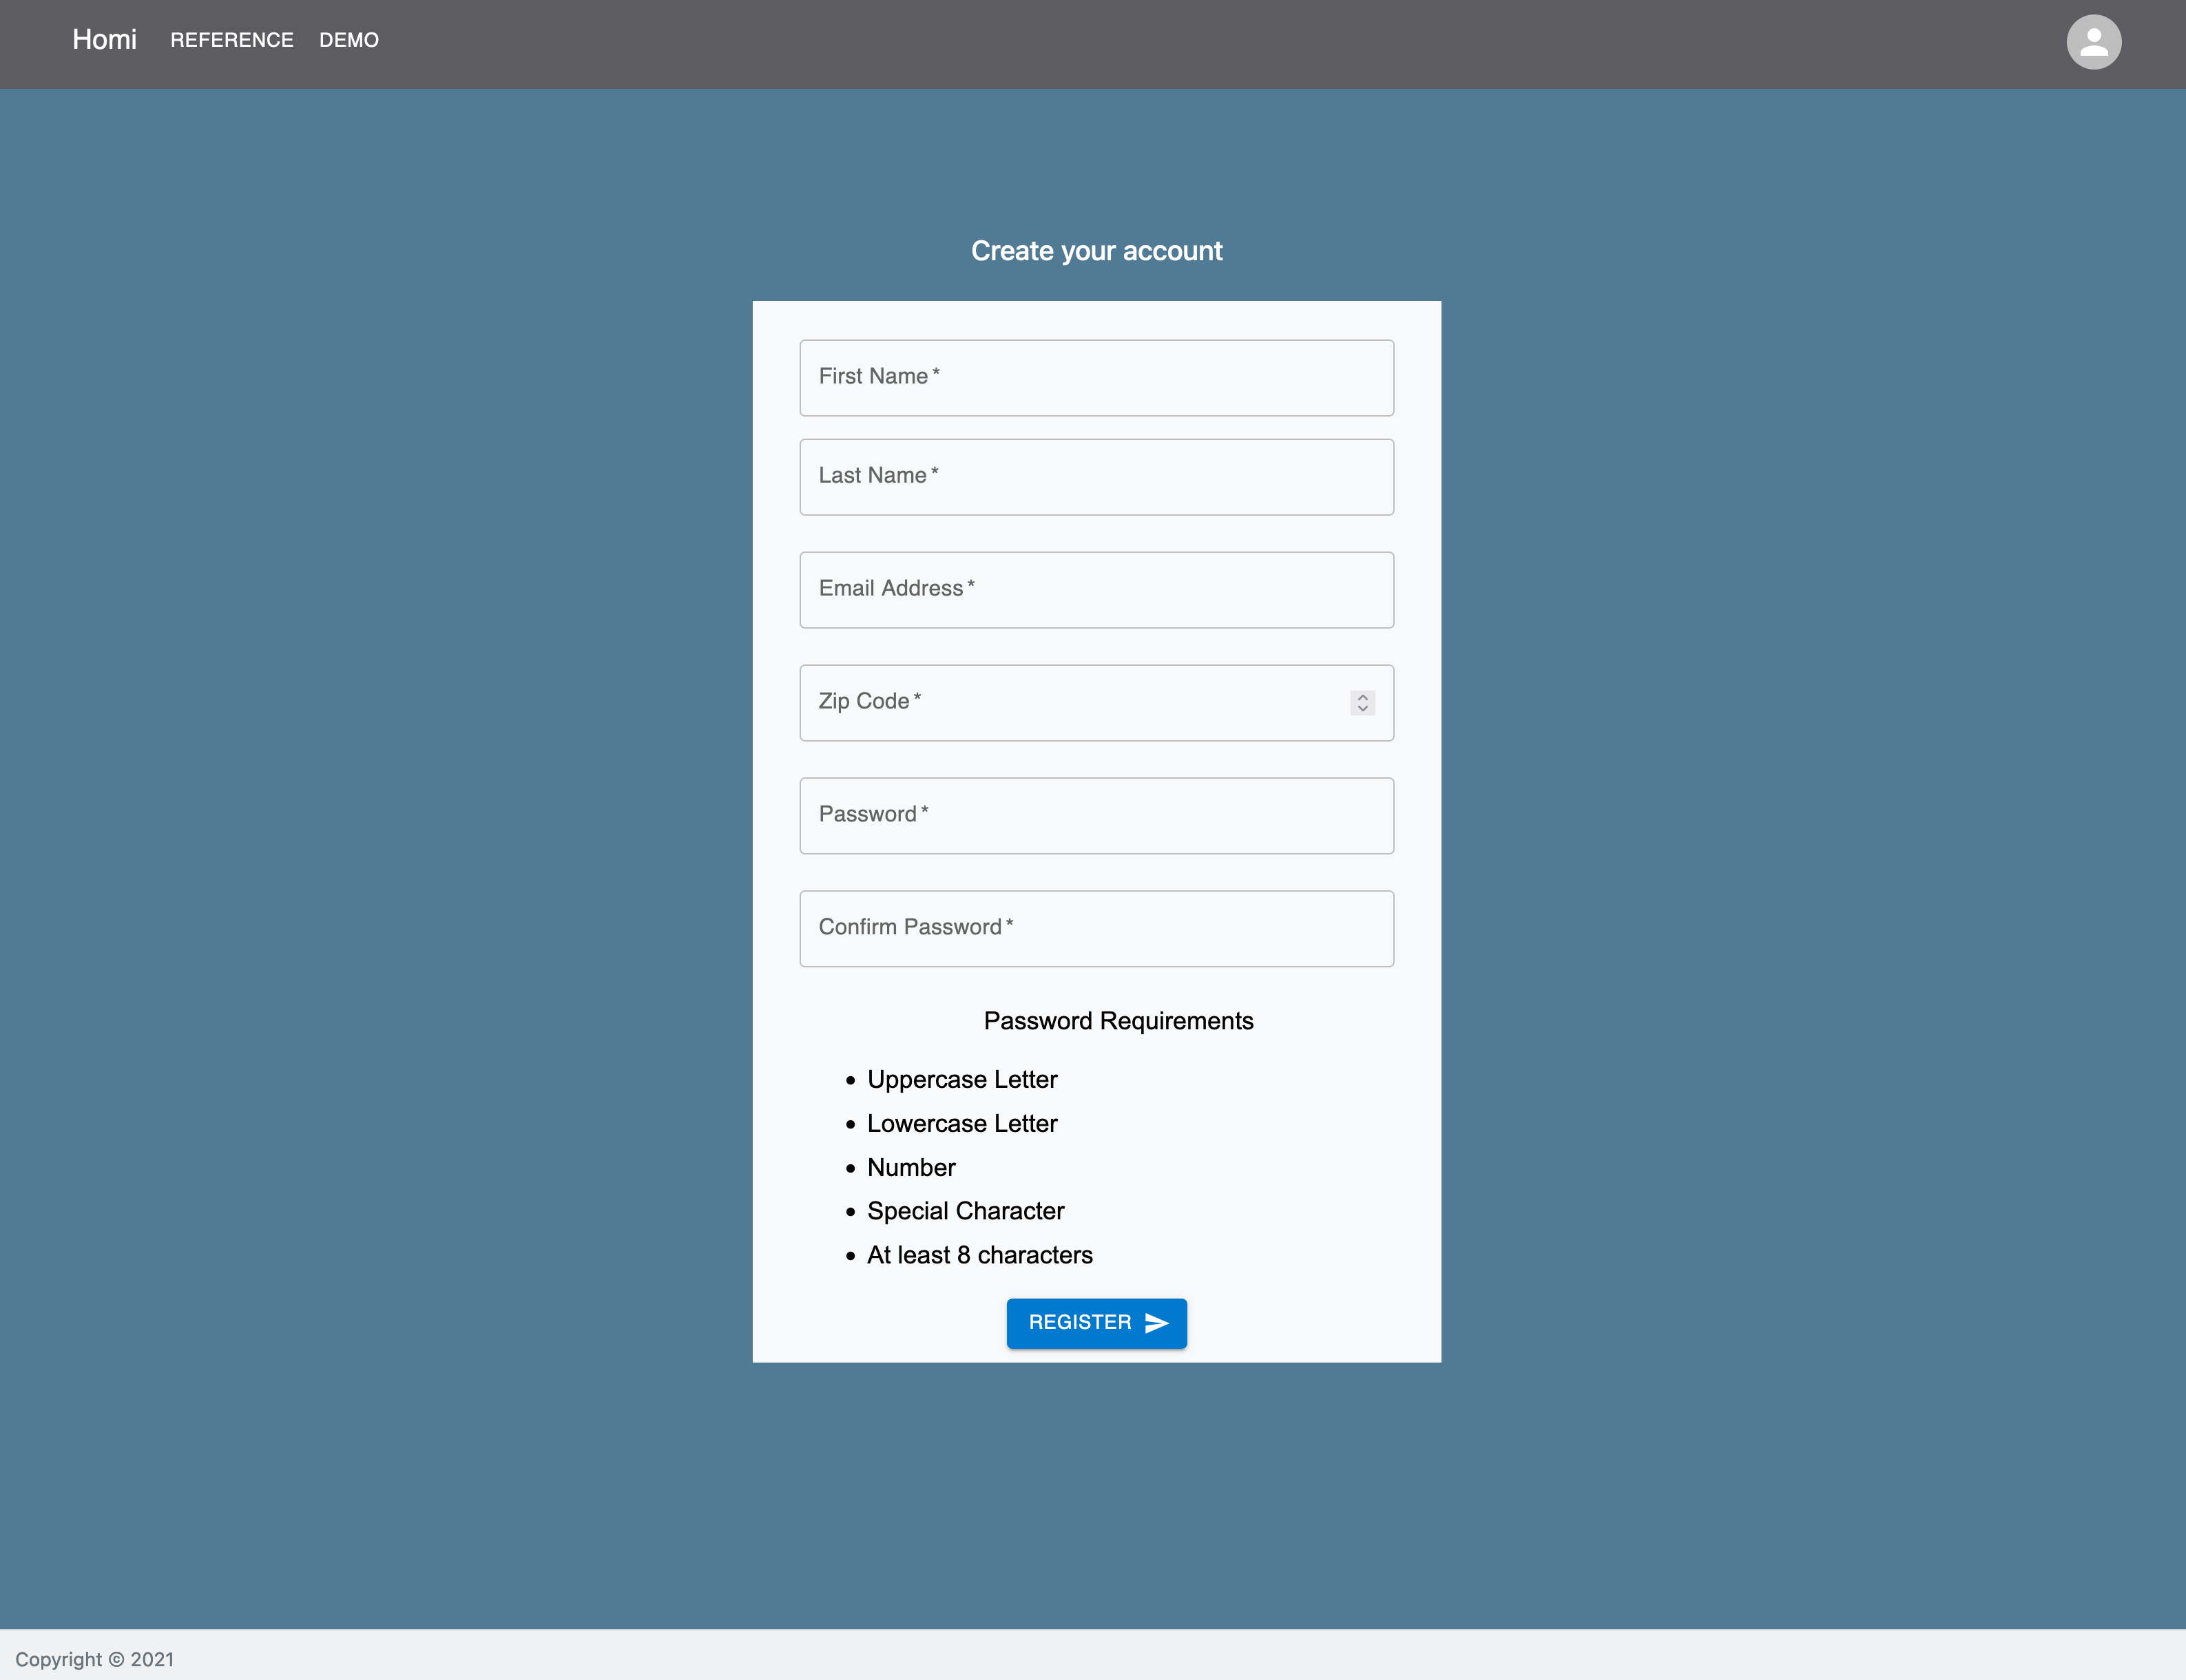 Homi REFERENCE DEMO
Create your account
First Name *
Last Name *
Email Address *
Zip Code *
Password *
Confirm Password *
Password Requirements
• Uppercase Letter
• Lowercase Letter
• Number
• Special Character
• At least 8 characters
REGISTER
Copyright © 2021